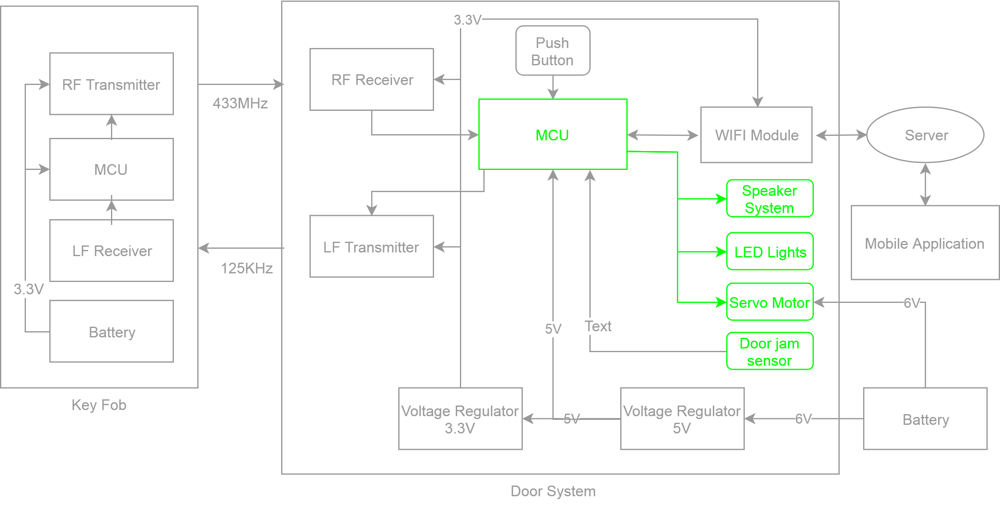 3.3V
Push
Button
RF Transmitter
RF Receiver
433MHz
MCU
WIFI Module
Server
MCU
Speaker
System
LF Receiver
LF Transmitter
LED Lights
Mobile Application
125KHz
3.3V
Servo Motor
6V
Battery
5V
Text
Door jam
sensor
Key Fob
Voltage Regulator
3.3V
5V
Voltage Regulator
5V
6V
Battery
Door System